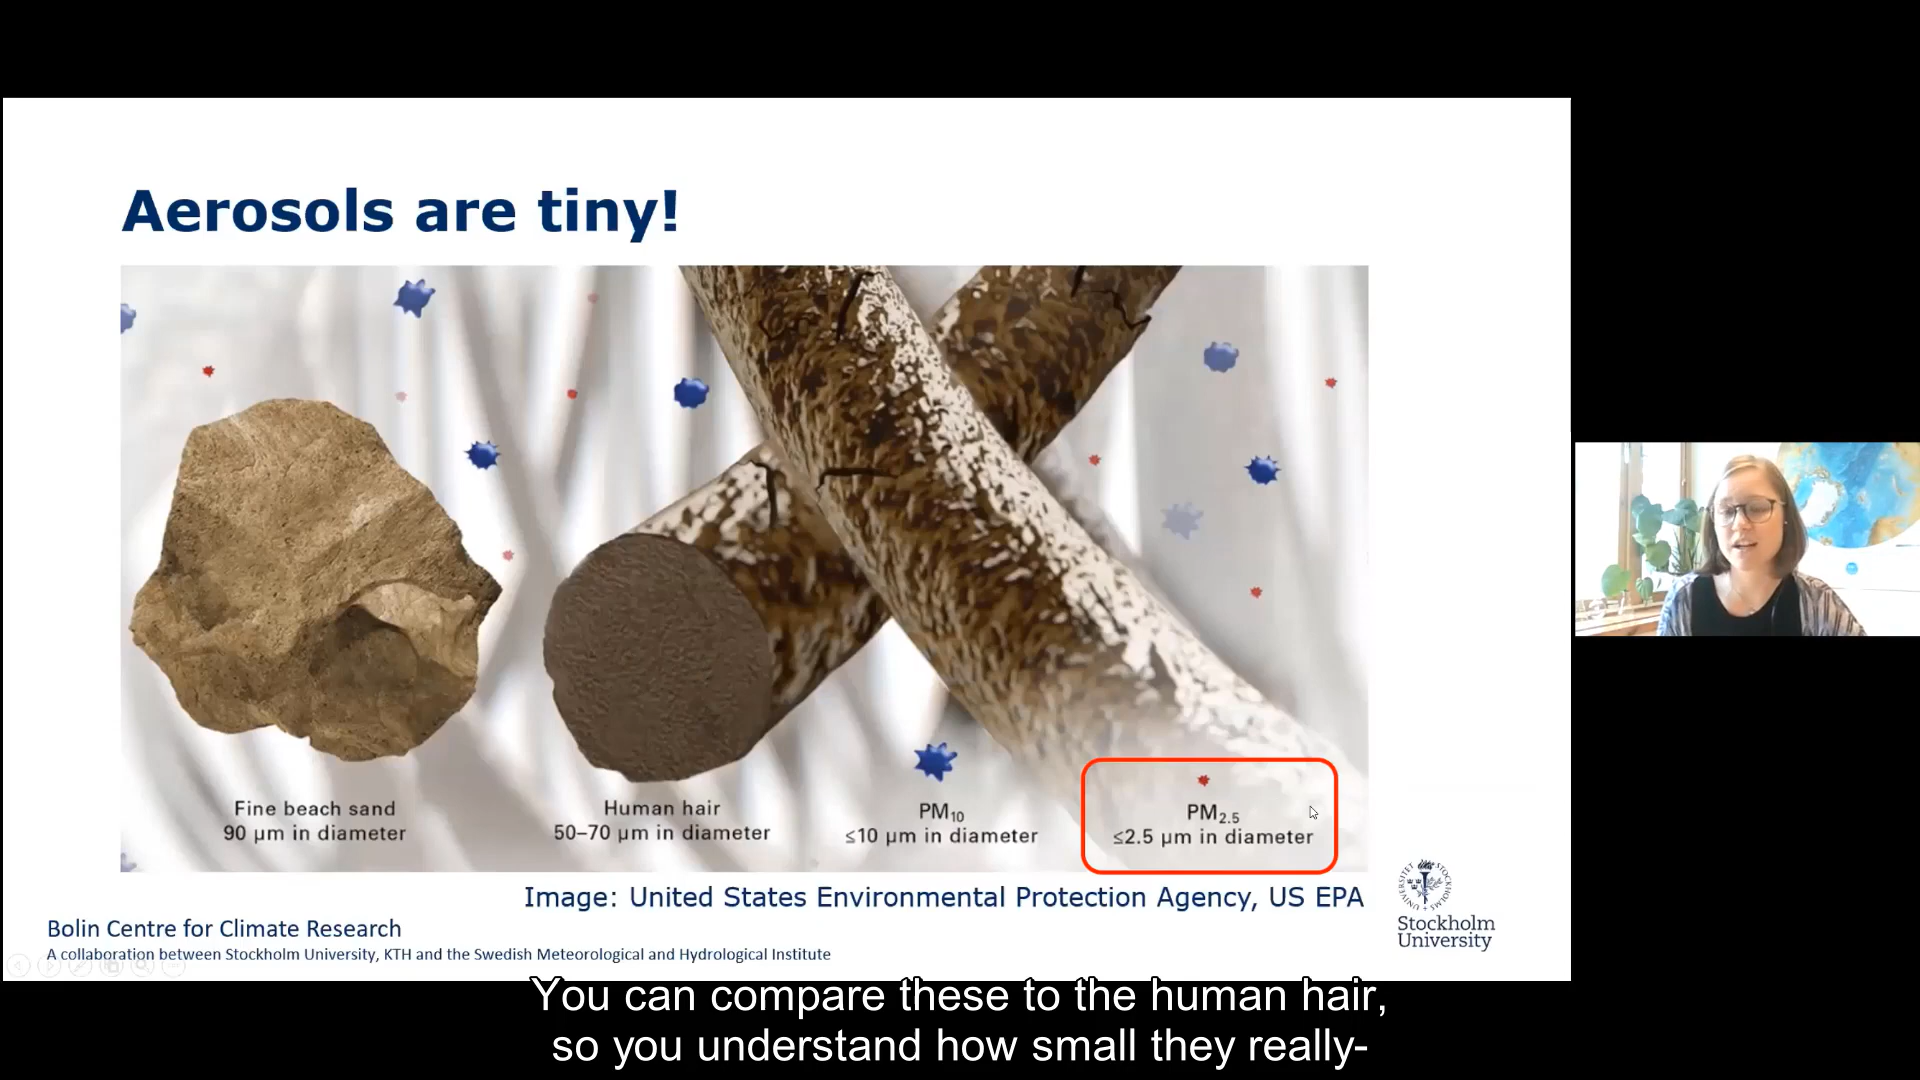 Aerosols are tiny!
Fine beach sand
90 µm in diameter
Human hair
50–70 µm in diameter
PM10
≤10 µm in diameter
PM2.5
≤2.5 µm in diameter
Image: United States Environmental Protection Agency, US EPA
Bolin Centre for Climate Research
A collaboration between Stockholm University, KTH and the Swedish Meteorological and Hydrological Institute
Stockholm
University
You can compare these to the human hair,
so you understand how small they really-